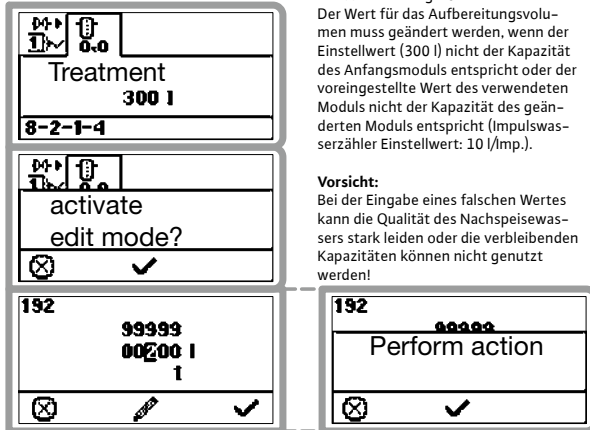 Treatment
300 l
8-2-1-4
activate
edit mode?
192
99999
00200 l
1
Der Wert für das Aufbereitungsvolu-
men muss geändert werden, wenn der
Einstellwert (300 l) nicht der Kapazität
des Anfangsmoduls entspricht oder der
voreingestellte Wert des verwendeten
Moduls nicht der Kapazität des geän-
derten Moduls entspricht (Impulswas-
serzähler Einstellwert: 10 l/Imp.).
Vorsicht:
Bei der Eingabe eines falschen Wertes
kann die Qualität des Nachspeisewas-
sers stark leiden oder die verbleibenden
Kapazitäten können nicht genutzt
werden!
192
99999
Perform action